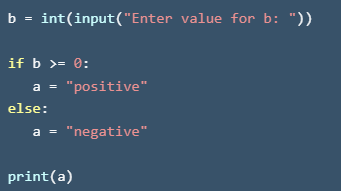 b = int(input("Enter value for b: "))
if b >= 0:
a = "positive"
else:
a = "negative"
print(a)